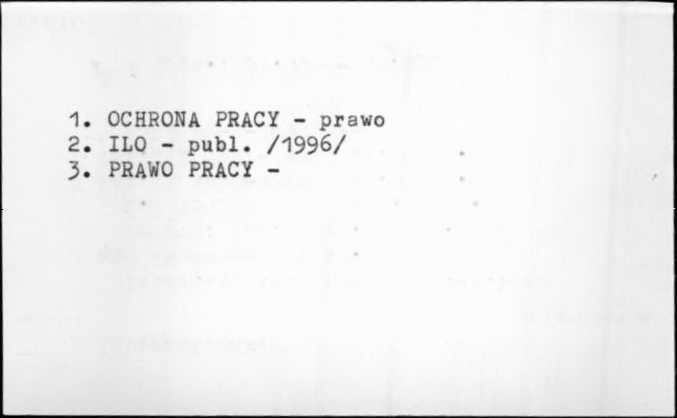 1. OCHRONA PRACY - prawo
2. ILO - publ. /1996/
3. PRAWO PRACY -